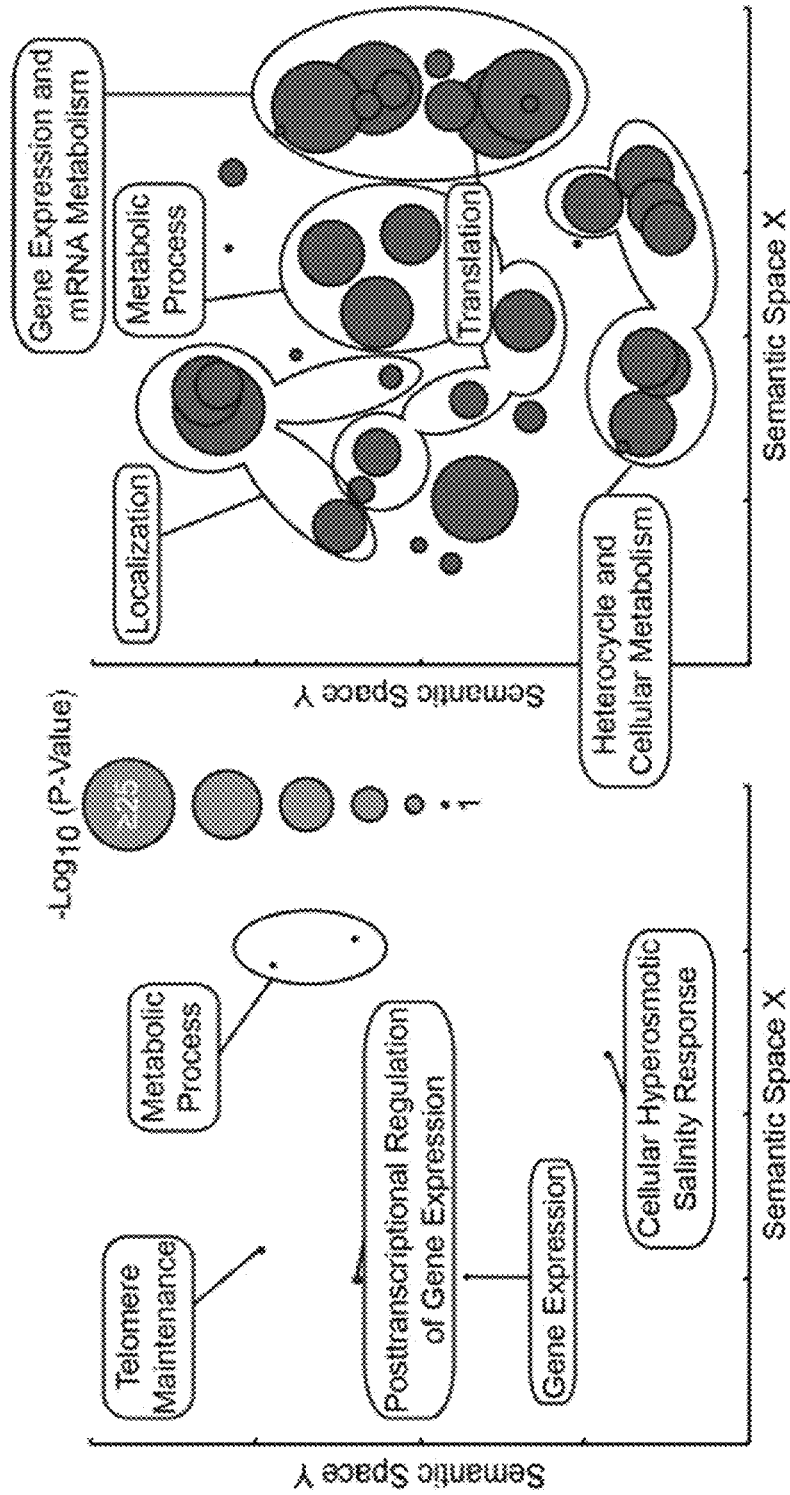 Telomere
Maintenance
Metabolic
Process
Posttranscriptional Regulation
of Gene Expression
Gene Expression
Cellular Hyperosmotic
Salinity Response
Semantic Space Y
Semantic Space X
-Log10 (P-Value)
≥25
1
Localization
Metabolic
Process
Gene Expression and
mRNA Metabolism
Translation
Heterocycle and
Cellular Metabolism
Semantic Space Y
Semantic Space X